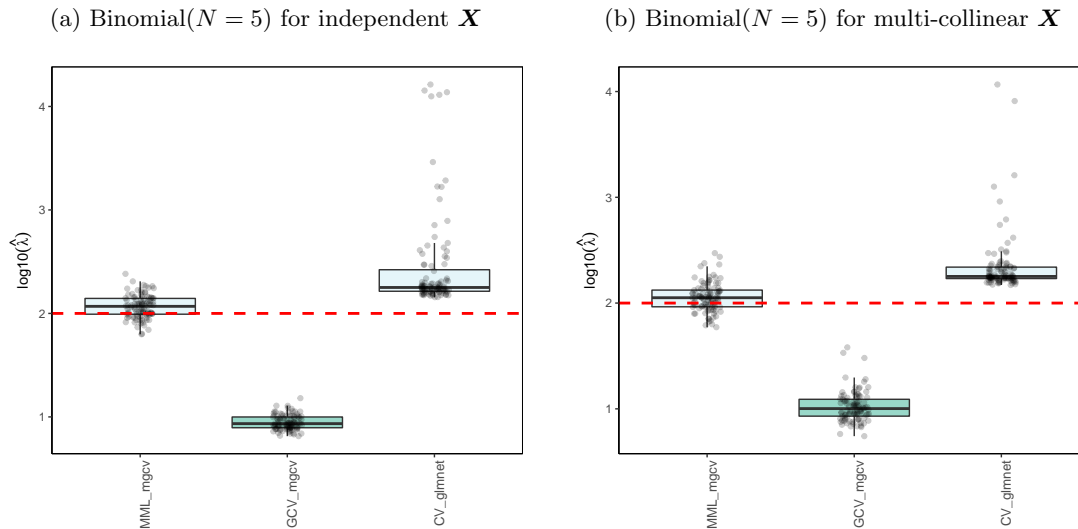 (a) Binomial(N = 5) for independent X
(b) Binomial(N = 5) for multi-collinear X
4
3
2
1
log10(λ̂)
MML_mgcv
GCV_mgcv
CV_glmnet
4
3
2
1
log10(λ̂)
MML_mgcv
GCV_mgcv
CV_glmnet